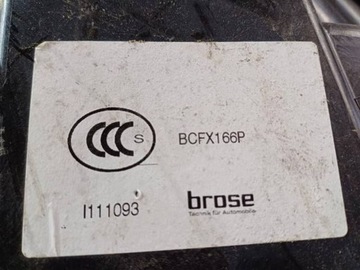 CCC S
BCFX166P
I111093
brose
Technik für Automobile